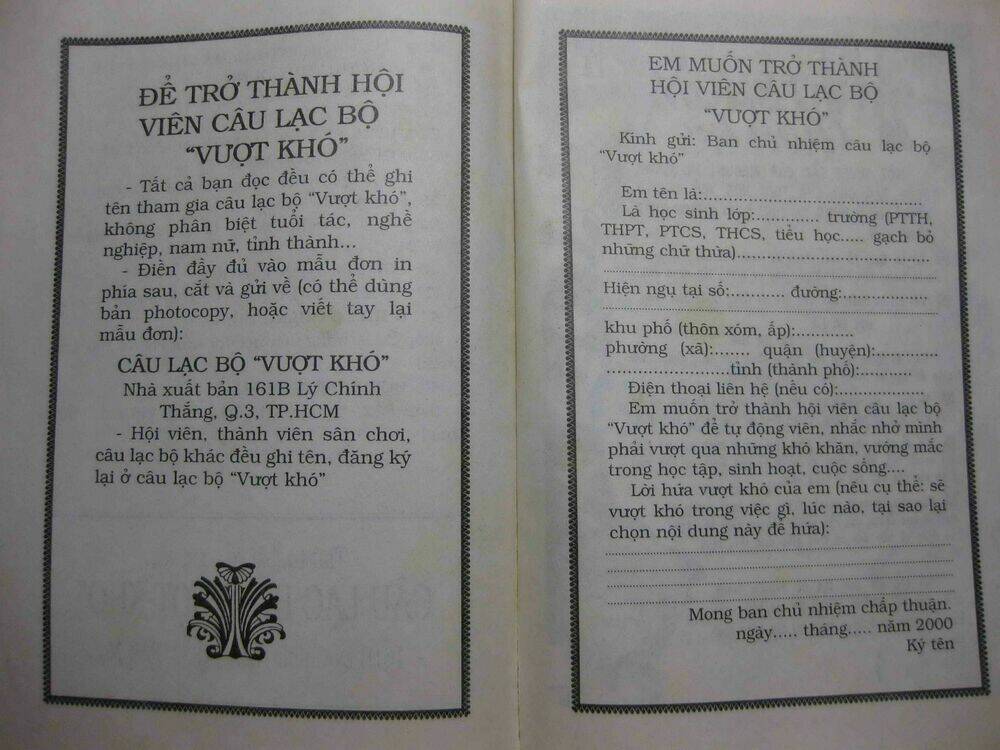 ĐỂ TRỞ THÀNH HỘI
VIÊN CÂU LẠC BỘ
“VƯỢT KHÓ”
- Tất cả bạn đọc đều có thể ghi
tên tham gia câu lạc bộ “Vượt khó”,
không phân biệt tuổi tác, nghề
nghiệp, nam nữ, tỉnh thành...
- Điền đầy đủ vào mẫu đơn in
phía sau, cắt và gửi về (có thể dùng
bản photocopy, hoặc viết tay lại
mẫu đơn):
CÂU LẠC BỘ “VƯỢT KHÓ”
Nhà xuất bản 161B Lý Chính
Thắng, Q.3, TP.HCM
- Hội viên, thành viên sân chơi,
câu lạc bộ khác đều ghi tên, đăng ký
lại ở câu lạc bộ “Vượt khó”
EM MUỐN TRỞ THÀNH
HỘI VIÊN CÂU LẠC BỘ
“VƯỢT KHÓ”
Kính gửi: Ban chủ nhiệm câu lạc bộ
“Vượt khó”
Em tên là:..........................................
Là học sinh lớp:............ trường (PTTH,
THPT, PTCS, THCS, tiểu học..... gạch bỏ
những chữ thừa)....................................
Hiện ngụ tại số:........... đường:................
khu phố (thôn xóm, ấp):...........
phường (xã):....... quận (huyện):............
.........................tỉnh (thành phố):..........
Điện thoại liên hệ (nếu có):................
Em muốn trở thành hội viên câu lạc bộ
“Vượt khó” để tự động viên, nhắc nhở mình
phải vượt qua những khó khăn, vướng mắc
trong học tập, sinh hoạt, cuộc sống....
Lời hứa vượt khó của em (nêu cụ thể: sẽ
vượt khó trong việc gì, lúc nào, tại sao lại
chọn nội dung này để hứa):
Mong ban chủ nhiệm chấp thuận.
ngày..... tháng..... năm 2000
Ký tên